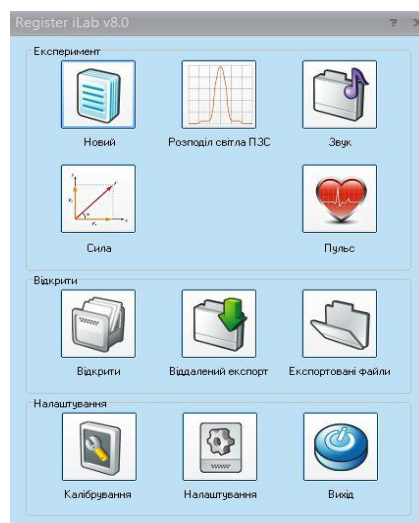 Register iLab v8.0
Експеримент
Новий
Розподіл світла ПЗС
Звук
Сила
Пульс
Відкрити
Відкрити
Віддалений експорт
Експортовані файли
Налаштування
Калібрування
Налаштування
Вихід